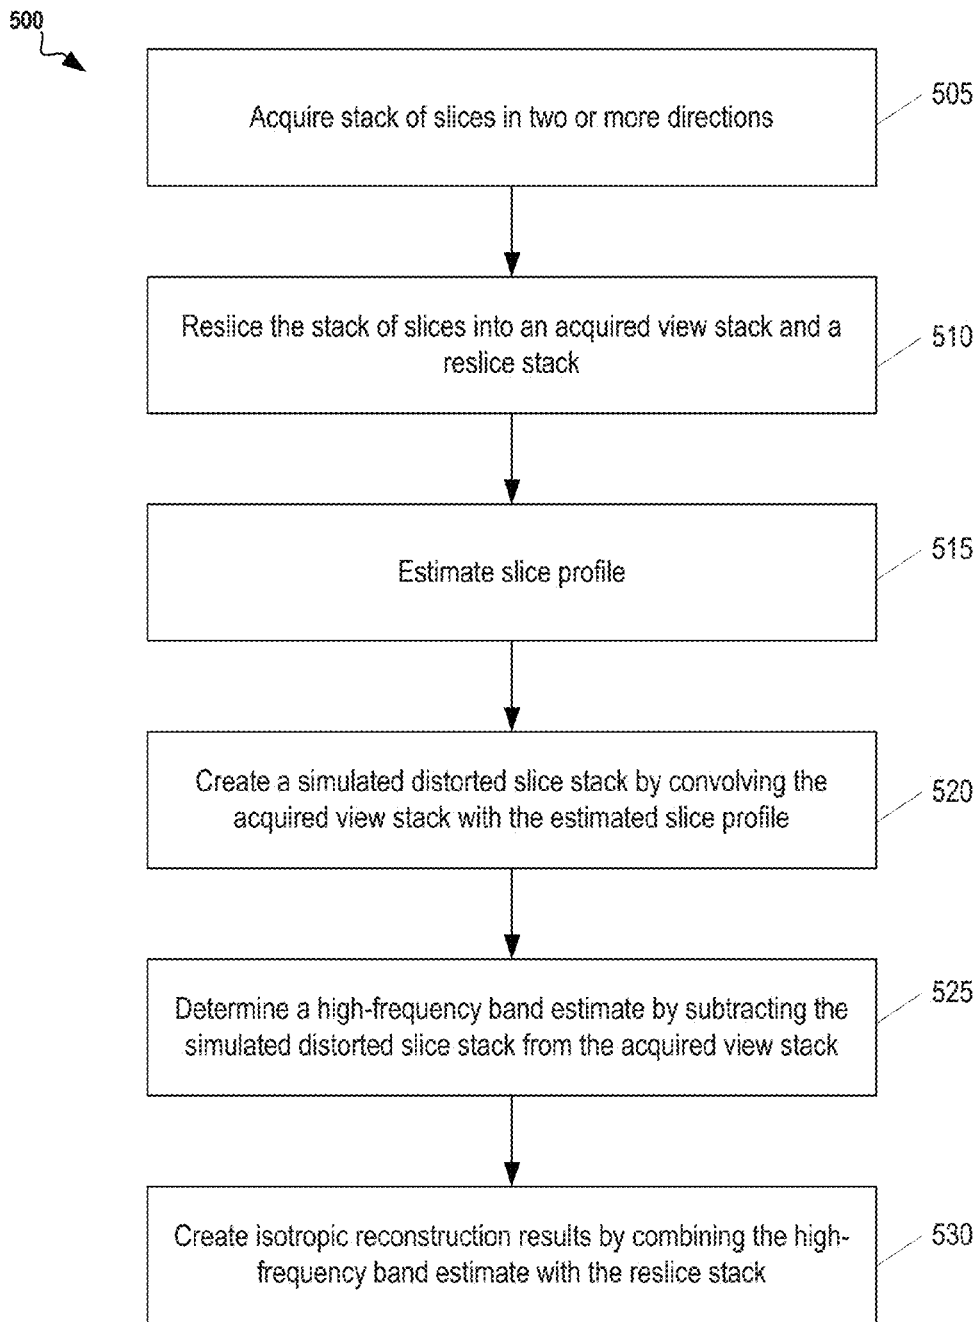 500
Acquire stack of slices in two or more directions
505
Reslice the stack of slices into an acquired view stack and a
reslice stack
510
Estimate slice profile
515
Create a simulated distorted slice stack by convolving the
acquired view stack with the estimated slice profile
520
Determine a high-frequency band estimate by subtracting the
simulated distorted slice stack from the acquired view stack
525
Create isotropic reconstruction results by combining the high-
frequency band estimate with the reslice stack
530